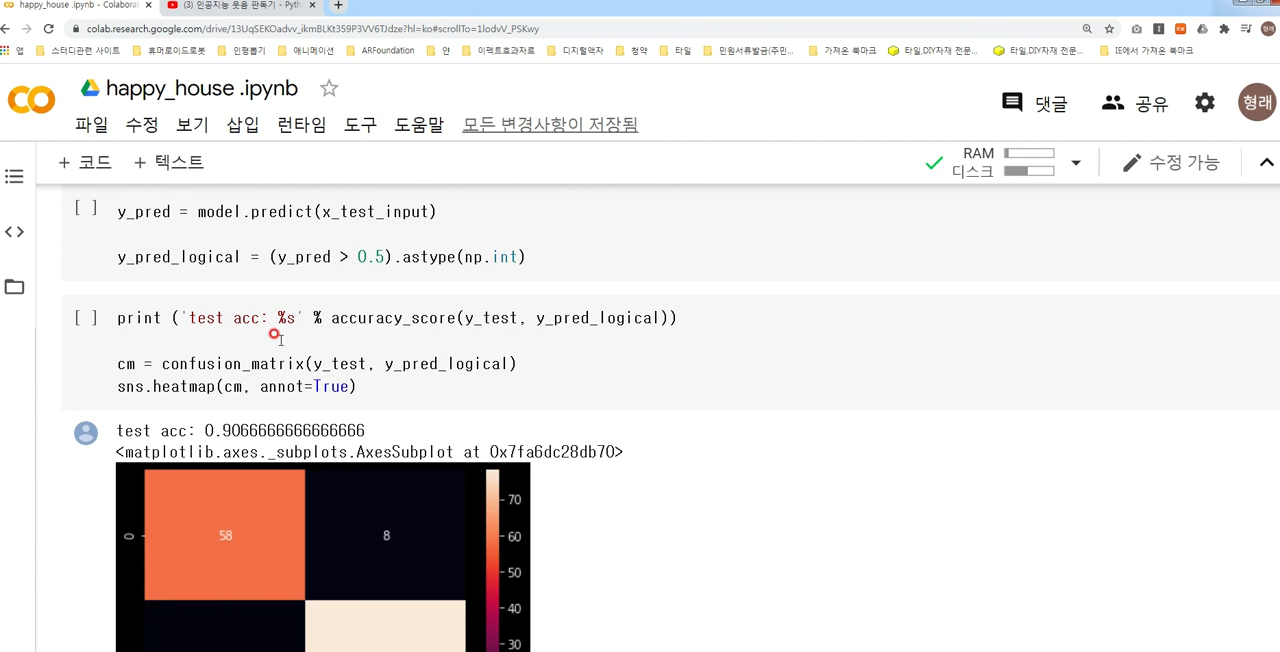 happy_house .ipynb - Colaborat
(3) 인공지능 웃음 판독기 - Pyth
colab.research.google.com/drive/13UqSEKOadvv_ikmBLKt359P3VV6TJdze?hl=ko#scrollTo=1lodvV_PSKwy
앱 스터디관련 사이트 휴머로이드로봇 인형뽑기 애니메이션 ARFoundation 얀 이펙트효과자료 디지털액자 청약 타일 민원서류발급(주민... 가져온 북마크 타일,DIY자재 전문... 타일,DIY자재 전문... IE에서 가져온 북마크
happy_house .ipynb
댓글 공유 형래
파일 수정 보기 삽입 런타임 도구 도움말 모든 변경사항이 저장됨
+ 코드 + 텍스트
RAM
디스크
수정 가능
[ ] y_pred = model.predict(x_test_input)
y_pred_logical = (y_pred > 0.5).astype(np.int)
[ ] print ('test acc: %s' % accuracy_score(y_test, y_pred_logical))
cm = confusion_matrix(y_test, y_pred_logical)
sns.heatmap(cm, annot=True)
test acc: 0.9066666666666666
<matplotlib.axes._subplots.AxesSubplot at 0x7fa6dc28db70>
0
58
8
70
60
50
40
30